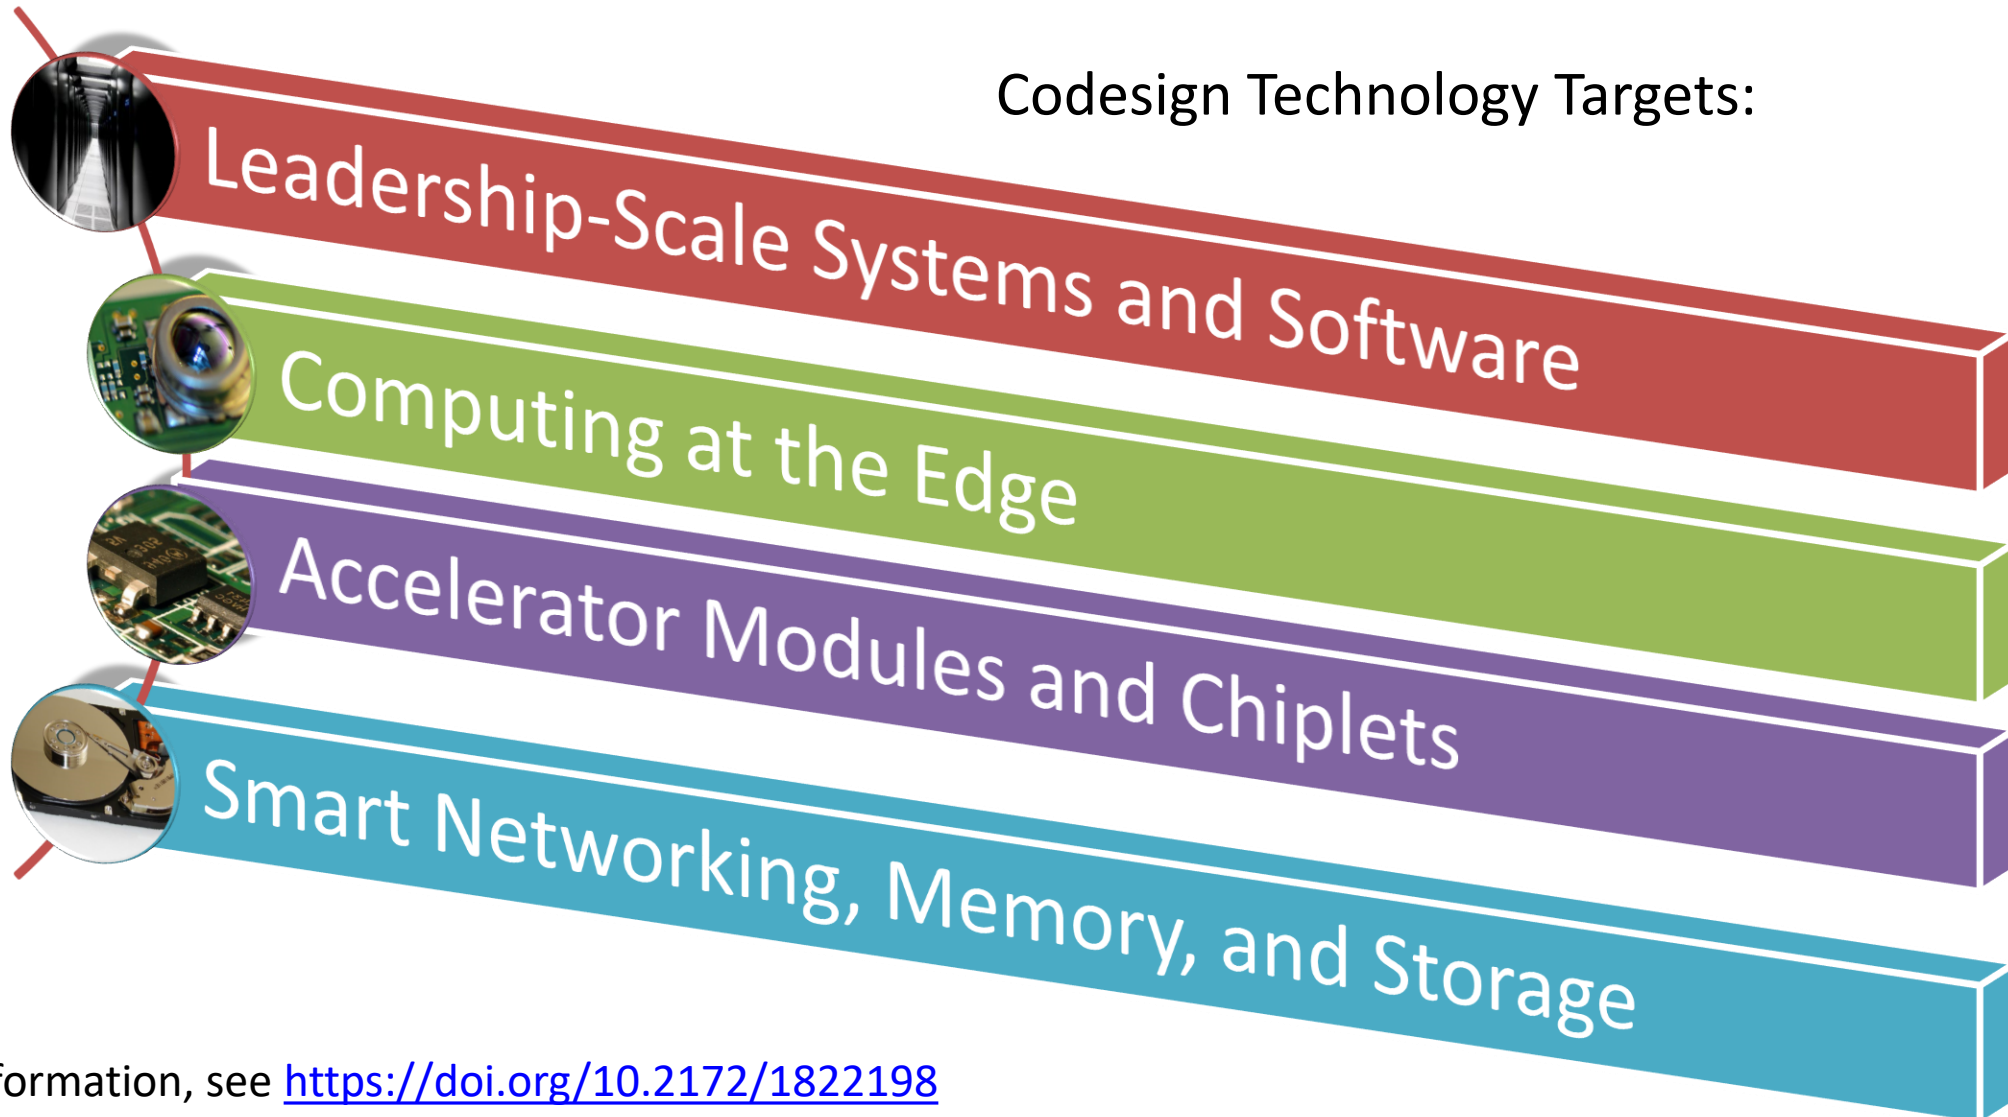 Codesign Technology Targets:
Leadership-Scale Systems and Software
Computing at the Edge
Accelerator Modules and Chiplets
Smart Networking, Memory, and Storage
formation, see https://doi.org/10.2172/1822198